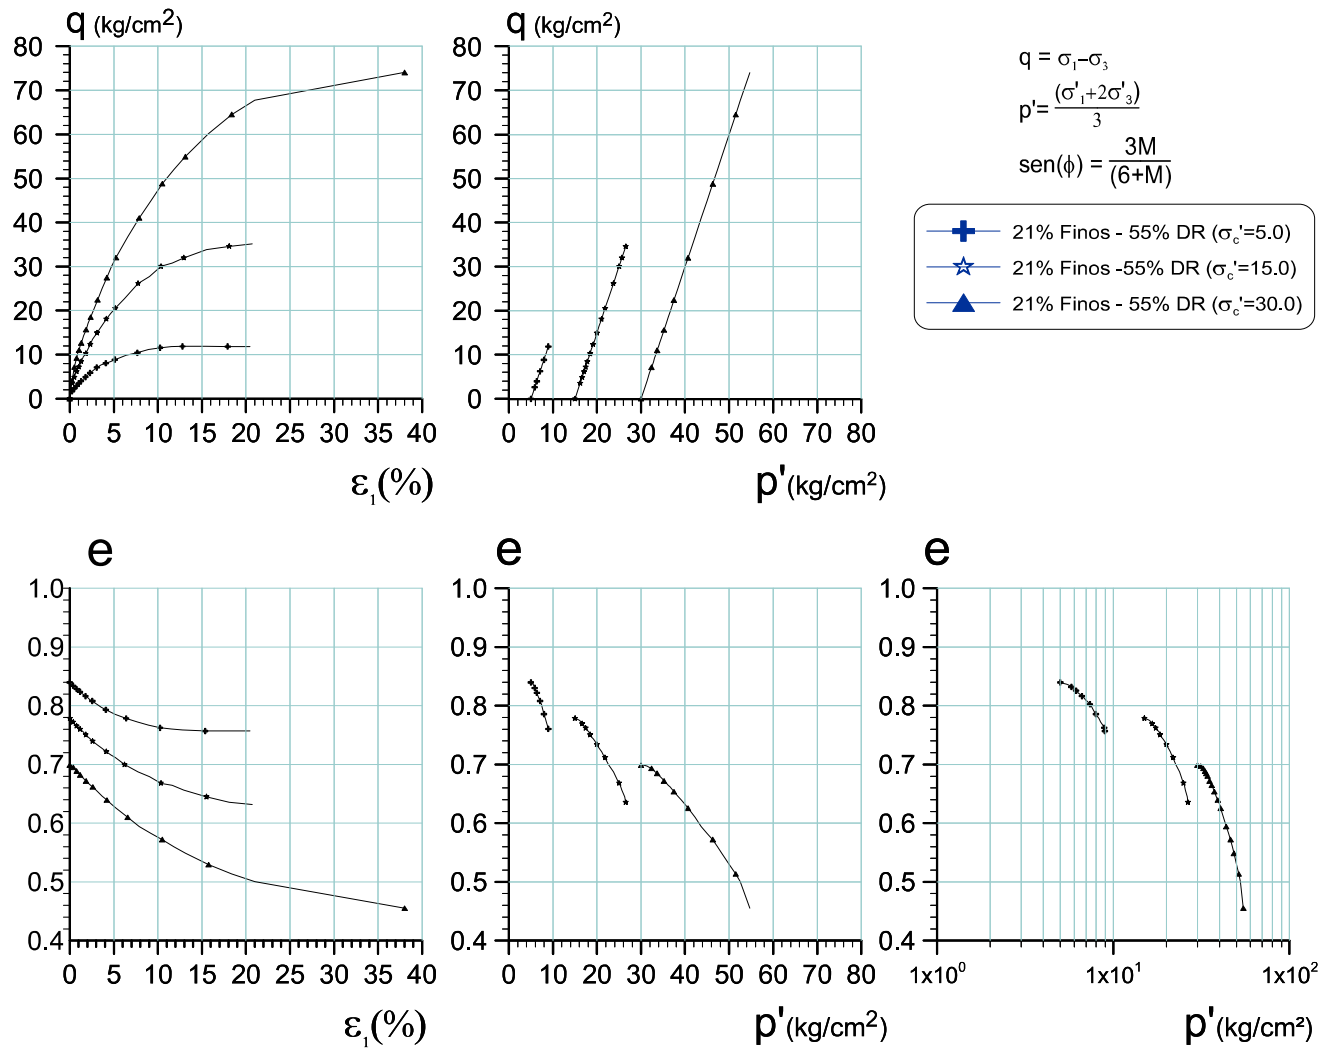 q (kg/cm²)
80
70
60
50
40
30
20
10
0
0 5 10 15 20 25 30 35 40
ε₁(%)
q (kg/cm²)
80
70
60
50
40
30
20
10
0
0 10 20 30 40 50 60 70 80
p' (kg/cm²)
q = σ₁–σ₃
p'= (σ'₁+2σ'₃)
3
sen(ϕ) = 3M
(6+M)
21% Finos - 55% DR (σc'=5.0)
21% Finos -55% DR (σc'=15.0)
21% Finos - 55% DR (σc'=30.0)
e
1.0
0.9
0.8
0.7
0.6
0.5
0.4
0 5 10 15 20 25 30 35 40
ε₁(%)
e
1.0
0.9
0.8
0.7
0.6
0.5
0.4
0 10 20 30 40 50 60 70 80
p' (kg/cm²)
e
1.0
0.9
0.8
0.7
0.6
0.5
0.4
1x10⁰ 1x10¹ 1x10²
p' (kg/cm²)